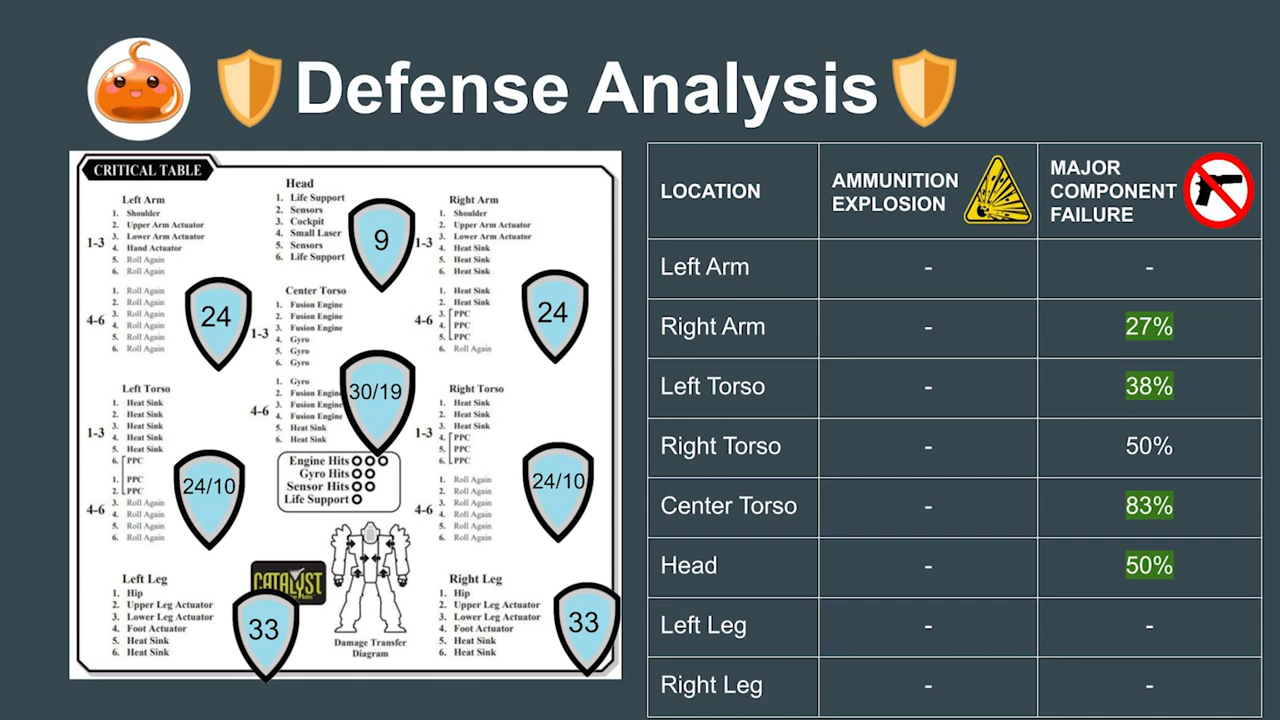 Defense Analysis
CRITICAL TABLE
Left Arm
1-3
1. Shoulder
2. Upper Arm Actuator
3. Lower Arm Actuator
4. Hand Actuator
5. Roll Again
6. Roll Again
4-6
1. Roll Again
2. Roll Again
3. Roll Again
4. Roll Again
5. Roll Again
6. Roll Again
24
Left Torso
1-3
1. Heat Sink
2. Heat Sink
3. Heat Sink
4. Heat Sink
5. Heat Sink
6. PPC
4-6
1. PPC
2. PPC
3. Roll Again
4. Roll Again
5. Roll Again
6. Roll Again
24/10
Left Leg
1. Hip
2. Upper Leg Actuator
3. Lower Leg Actuator
4. Foot Actuator
5. Heat Sink
6. Heat Sink
33
Head
1. Life Support
2. Sensors
3. Cockpit
4. Small Laser
5. Sensors
6. Life Support
9
Center Torso
1-3
1. Fusion Engine
2. Fusion Engine
3. Fusion Engine
4. Gyro
5. Gyro
6. Gyro
4-6
1. Gyro
2. Fusion Engine
3. Fusion Engine
4. Fusion Engine
5. Heat Sink
6. Heat Sink
30/19
Engine Hits
Gyro Hits
Sensor Hits
Life Support
CATALYST
Damage Transfer
Diagram
Right Arm
1-3
1. Shoulder
2. Upper Arm Actuator
3. Lower Arm Actuator
4. Heat Sink
5. Heat Sink
6. Heat Sink
4-6
1. Heat Sink
2. Heat Sink
3. PPC
4. PPC
5. PPC
6. Roll Again
24
Right Torso
1-3
1. Heat Sink
2. Heat Sink
3. Heat Sink
4. PPC
5. PPC
6. PPC
4-6
1. Roll Again
2. Roll Again
3. Roll Again
4. Roll Again
5. Roll Again
6. Roll Again
24/10
Right Leg
1. Hip
2. Upper Leg Actuator
3. Lower Leg Actuator
4. Foot Actuator
5. Heat Sink
6. Heat Sink
33
LOCATION
AMMUNITION
EXPLOSION
MAJOR
COMPONENT
FAILURE
Left Arm - -
Right Arm - 27%
Left Torso - 38%
Right Torso - 50%
Center Torso - 83%
Head - 50%
Left Leg - -
Right Leg - -